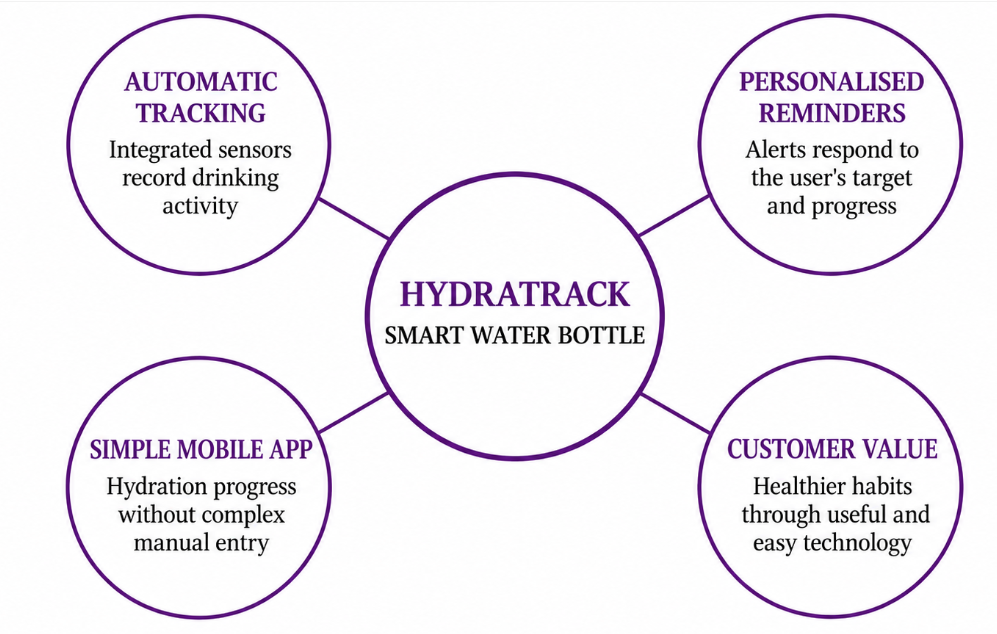 AUTOMATIC
TRACKING
Integrated sensors
record drinking
activity
PERSONALISED
REMINDERS
Alerts respond to
the user's target
and progress
HYDRATRACK
SMART WATER BOTTLE
SIMPLE MOBILE APP
Hydration progress
without complex
manual entry
CUSTOMER VALUE
Healthier habits
through useful and
easy technology